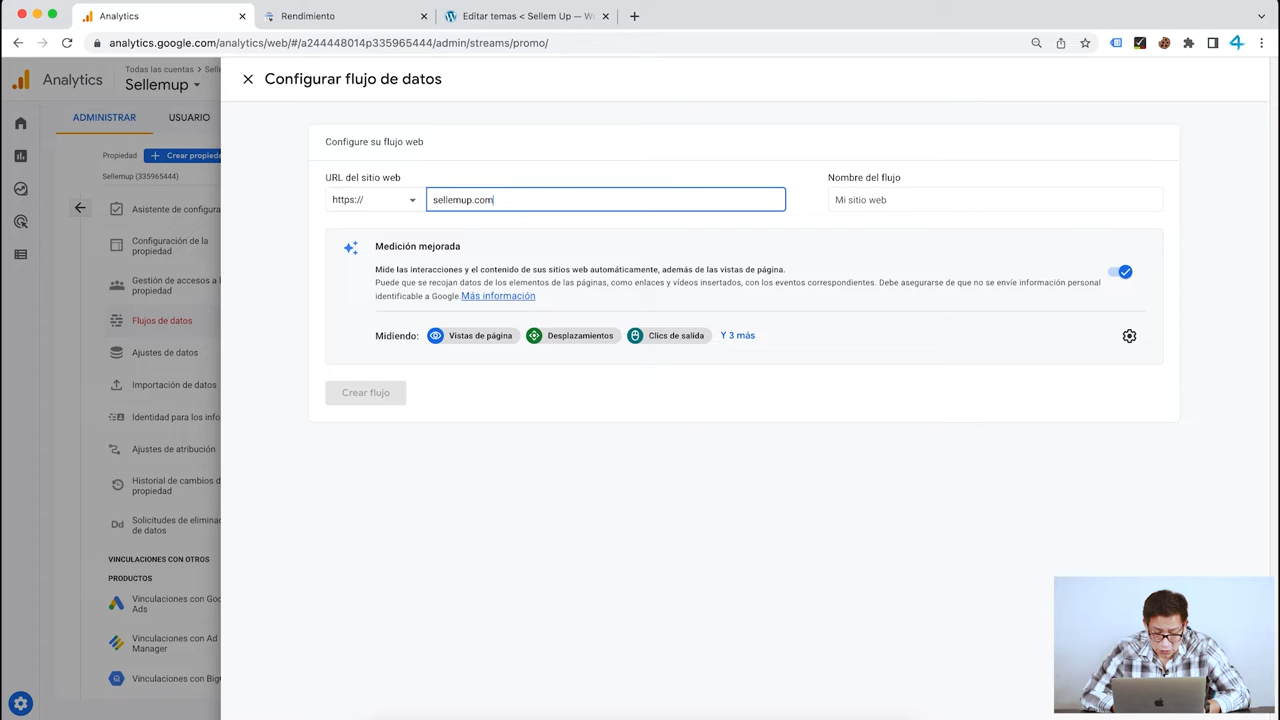 Analytics
Rendimiento
Editar temas < Sellem Up — W
analytics.google.com/analytics/web/#/a244448014p335965444/admin/streams/promo/
Analytics
Todas las cuentas > Selle
Sellemup
Configurar flujo de datos
ADMINISTRAR
USUARIO
Propiedad
Crear propieda
Sellemup (335965444)
Asistente de configura
Configuración de la
propiedad
Gestión de accesos a l
propiedad
Flujos de datos
Ajustes de datos
Importación de datos
Identidad para los info
Ajustes de atribución
Historial de cambios d
propiedad
Dd
Solicitudes de elimina
de datos
VINCULACIONES CON OTROS
PRODUCTOS
Vinculaciones con Goo
Ads
Vinculaciones con Ad
Manager
Vinculaciones con Big
Configure su flujo web
URL del sitio web
Nombre del flujo
https://
sellemup.com
Mi sitio web
Medición mejorada
Mide las interacciones y el contenido de sus sitios web automáticamente, además de las vistas de página.
Puede que se recojan datos de los elementos de las páginas, como enlaces y vídeos insertados, con los eventos correspondientes. Debe asegurarse de que no se envíe información personal
identificable a Google. Más información
Midiendo: Vistas de página Desplazamientos Clics de salida Y 3 más
Crear flujo